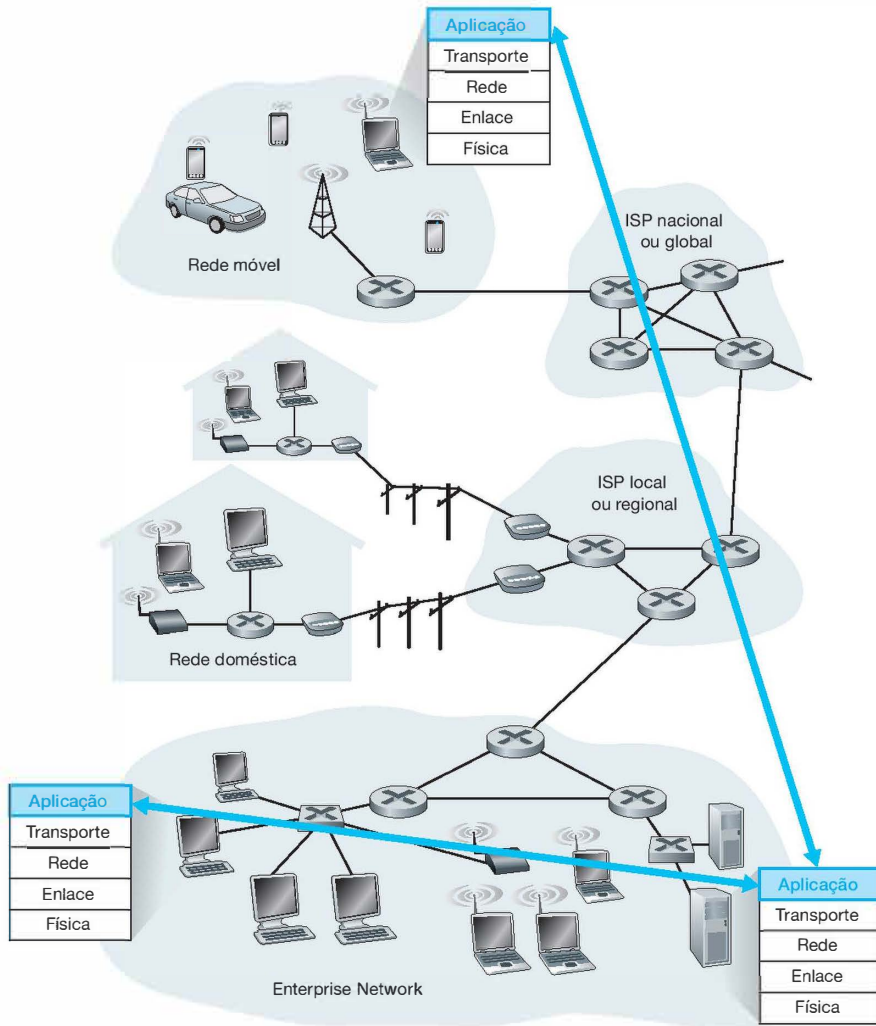 Aplicação
Transporte
Rede
Enlace
Física
ISP nacional
ou global
Rede móvel
ISP local
ou regional
Rede doméstica
Aplicação
Transporte
Rede
Enlace
Física
Aplicação
Transporte
Rede
Enlace
Física
Enterprise Network